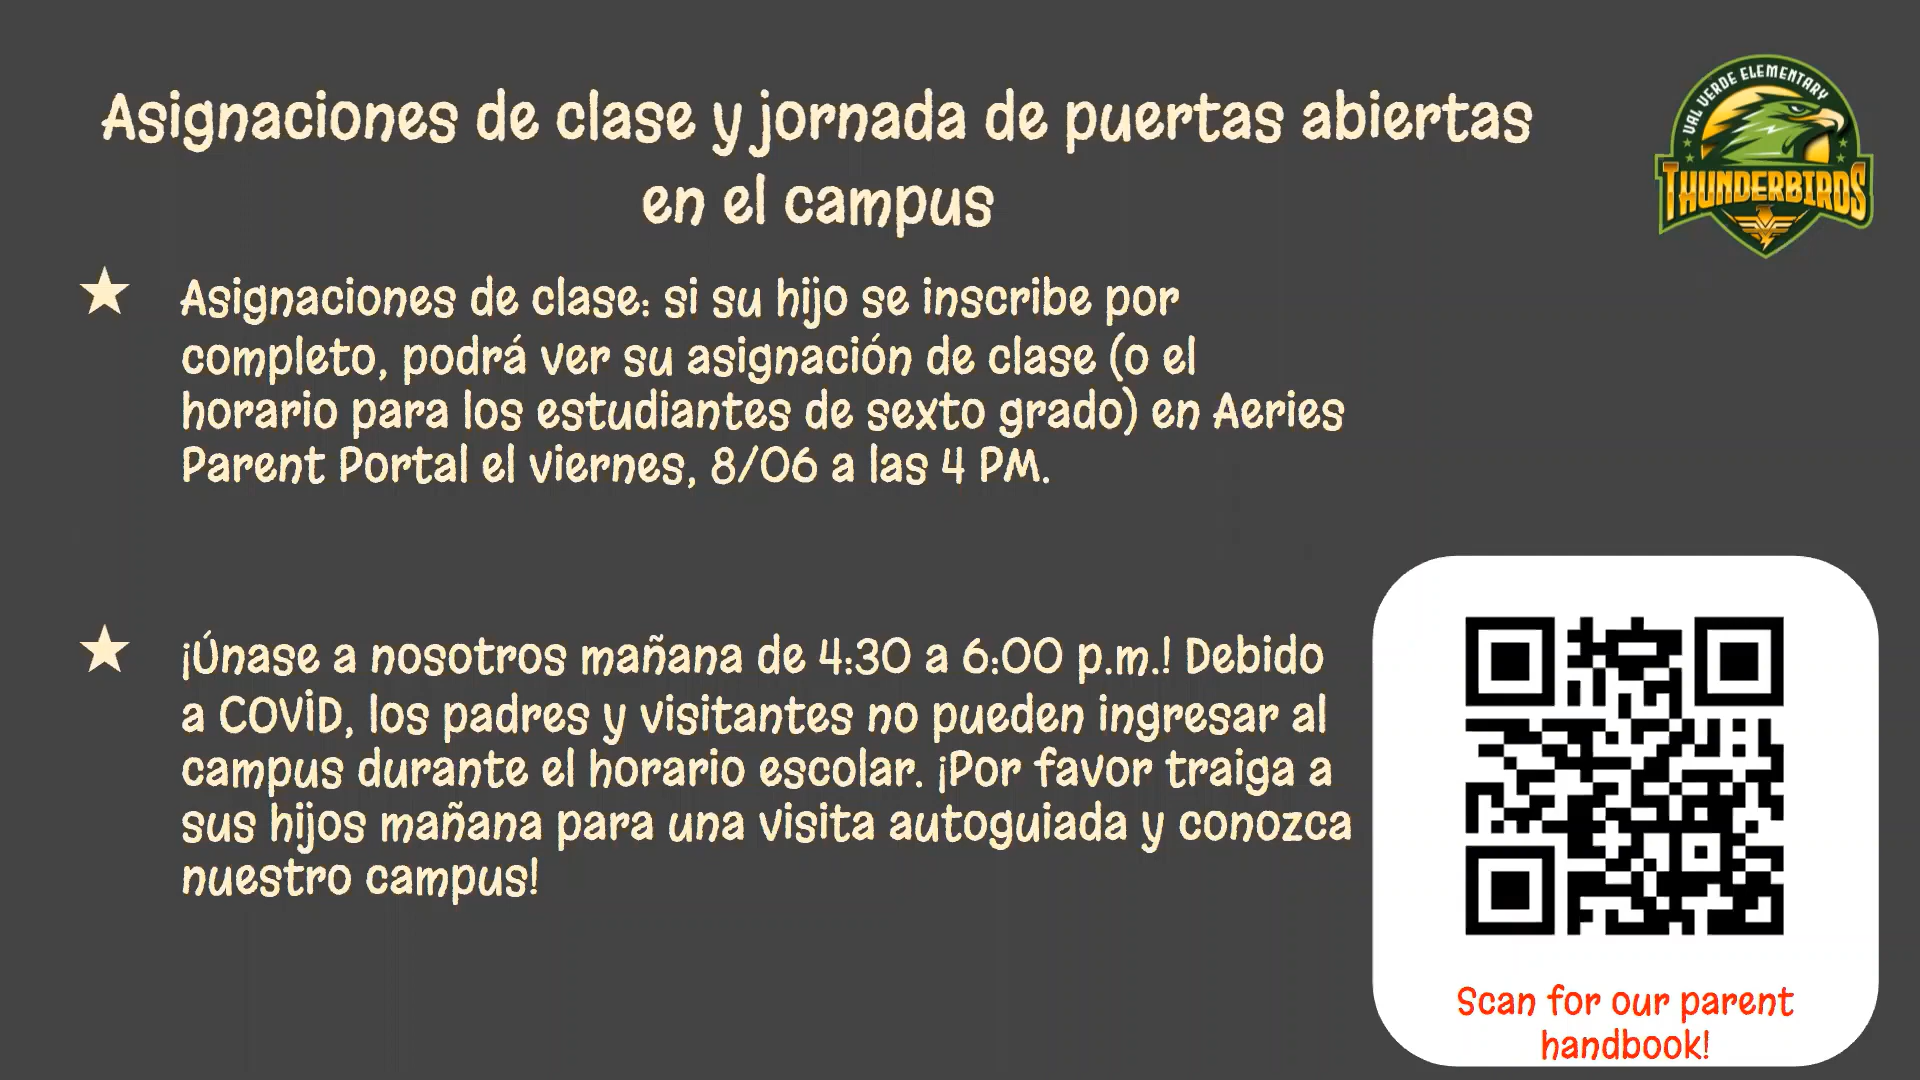 Asignaciones de clase y jornada de puertas abiertas
en el campus
VAL VERDE ELEMENTARY
THUNDERBIRDS
★ Asignaciones de clase: si su hijo se inscribe por
completo, podrá ver su asignación de clase (o el
horario para los estudiantes de sexto grado) en Aeries
Parent Portal el viernes, 8/06 a las 4 PM.
★ ¡Únase a nosotros mañana de 4:30 a 6:00 p.m.! Debido
a COVID, los padres y visitantes no pueden ingresar al
campus durante el horario escolar. ¡Por favor traiga a
sus hijos mañana para una visita autoguiada y conozca
nuestro campus!
Scan for our parent
handbook!